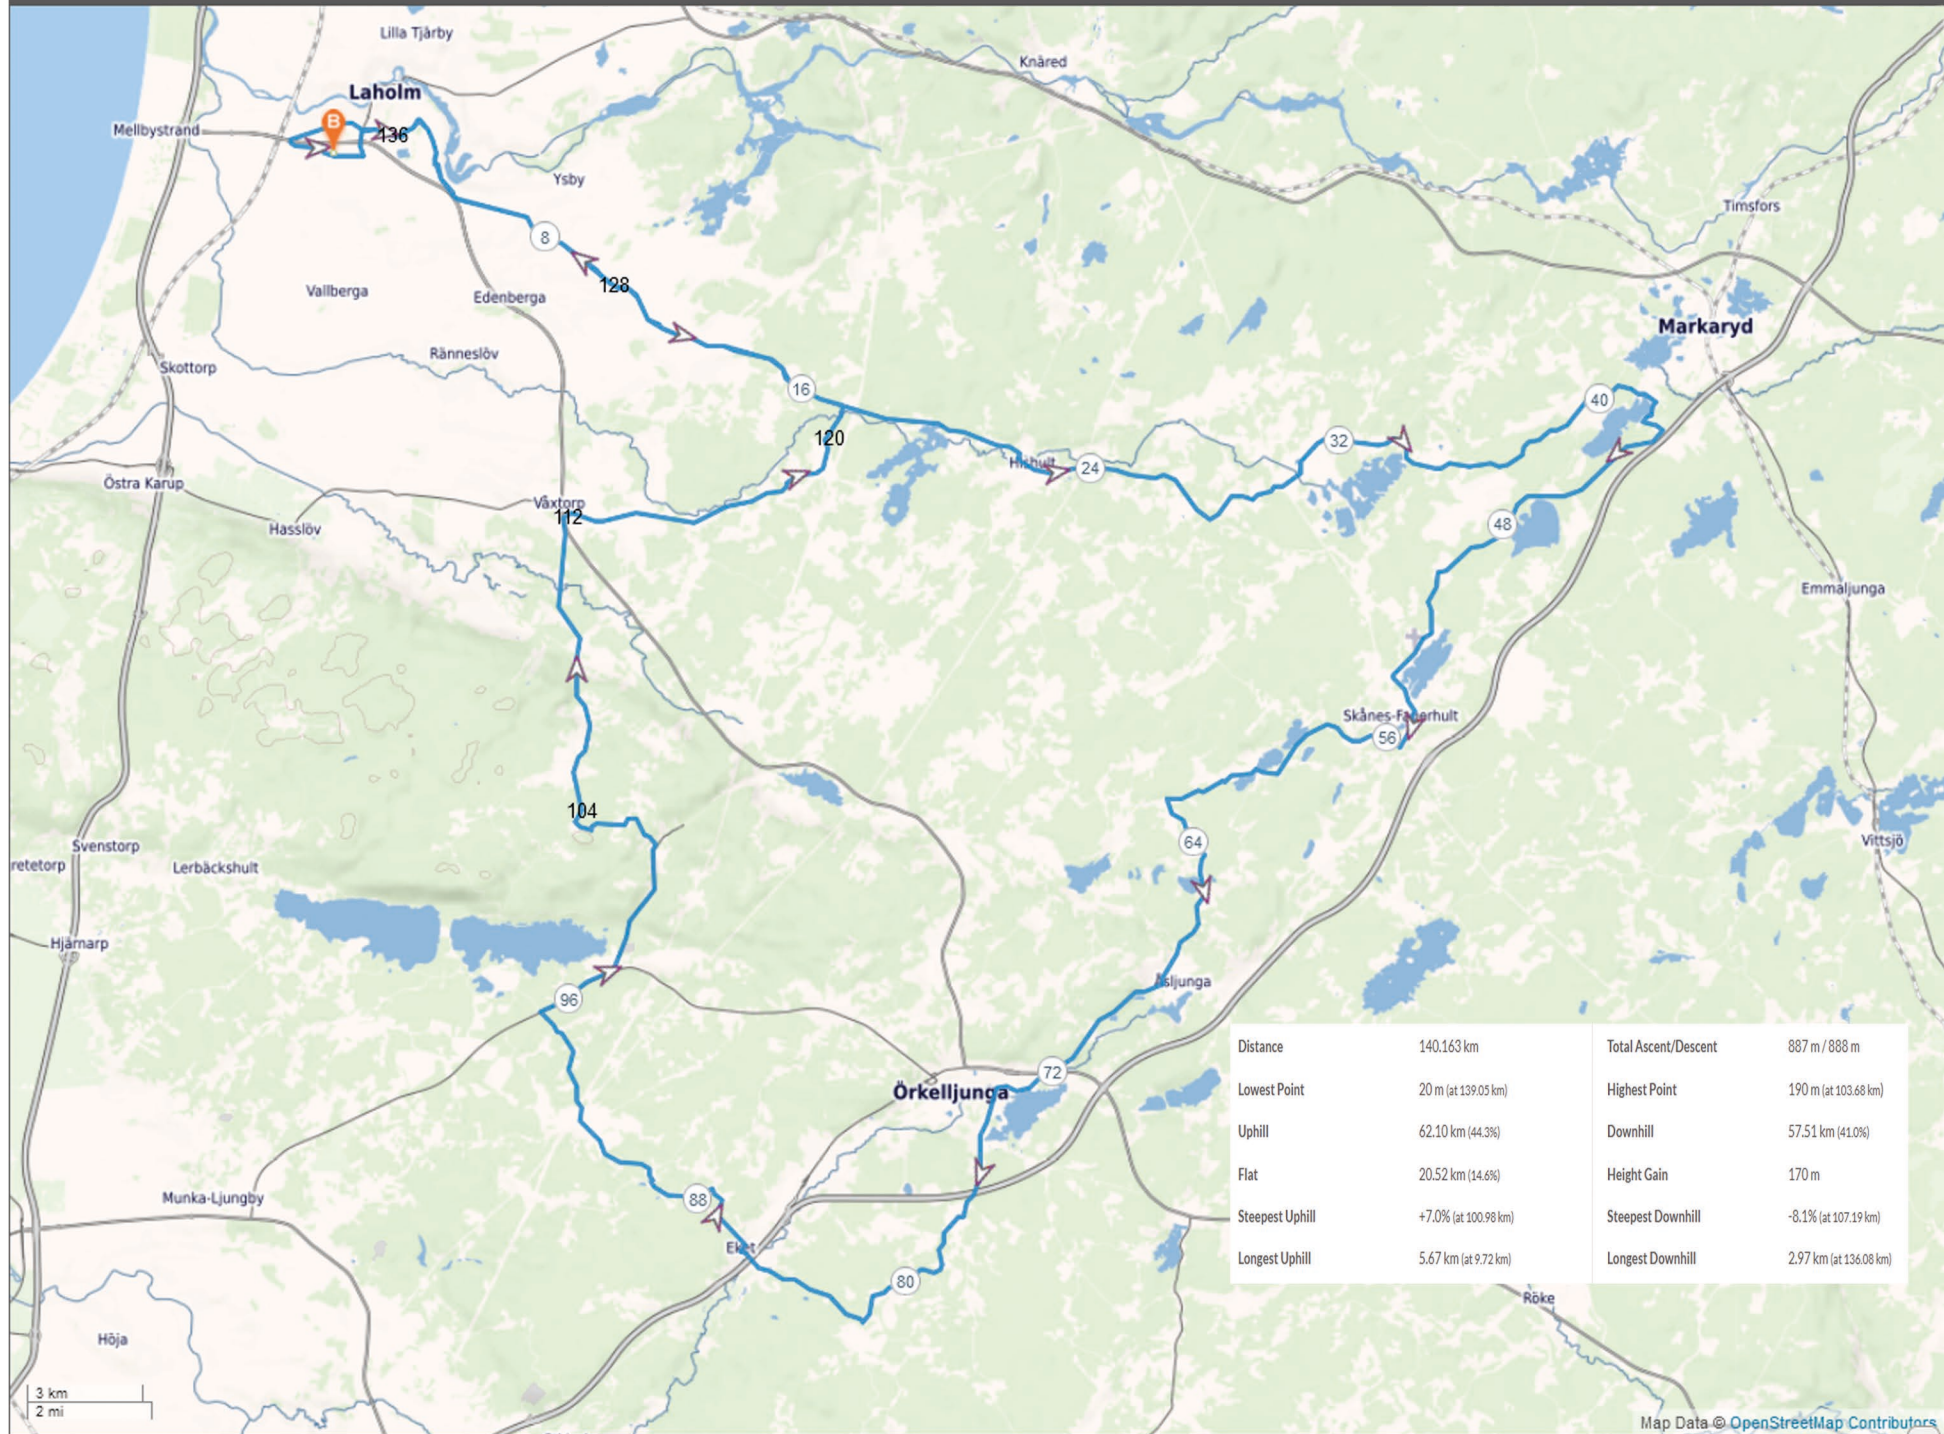 Lilla Tjärby
Knäred
Laholm
B
Mellbystrand
136
Ysby
Timsfors
8
128
Vallberga
Edenberga
Markaryd
Ränneslöv
Skottorp
16
40
120
32
Hishult
24
Östra Karup
Våxtorp
112
Hasslöv
48
Emmaljunga
Skånes-Fagerhult
56
104
64
Svenstorp
retetorp
Lerbäckshult
Vittsjö
Hjärnarp
Åsljunga
96
72
Örkelljunga
Distance 140.163 km Total Ascent/Descent 887 m / 888 m
Lowest Point 20 m (at 139.05 km) Highest Point 190 m (at 103.68 km)
Uphill 62.10 km (44.3%) Downhill 57.51 km (41.0%)
Flat 20.52 km (14.6%) Height Gain 170 m
Steepest Uphill +7.0% (at 100.98 km) Steepest Downhill -8.1% (at 107.19 km)
Longest Uphill 5.67 km (at 9.72 km) Longest Downhill 2.97 km (at 136.08 km)
Munka-Ljungby
88
Eket
80
Röke
Höja
3 km
2 mi
Map Data © OpenStreetMap Contributors